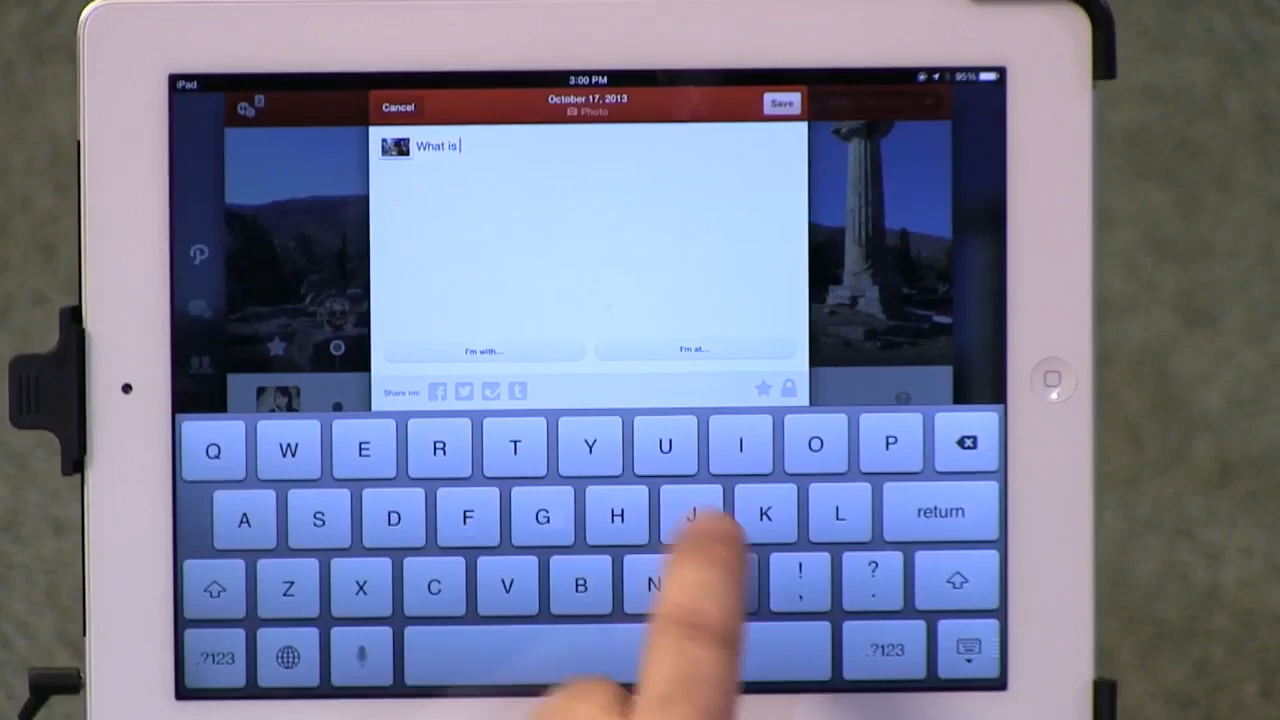 iPad 3:00 PM 95%
2
Cancel October 17, 2013 Save
Photo
What is
I'm with... I'm at...
Share on:
Q W E R T Y U I O P
A S D F G H J K L return
Z X C V B N ! , ? .
.?123 .?123